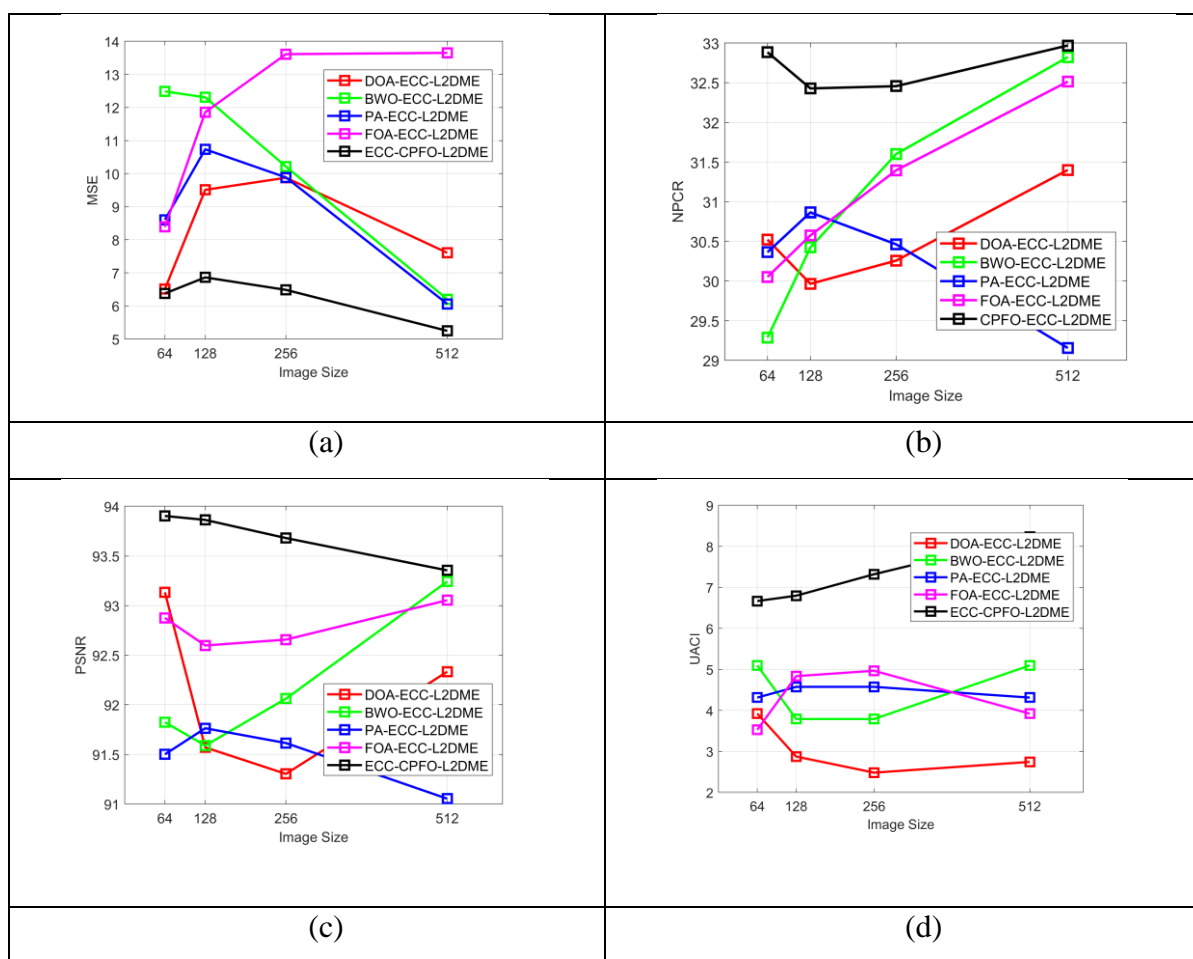 14
13
12
11
10
9
8
7
6
5
MSE
64 128 256 512
Image Size
DOA-ECC-L2DME
BWO-ECC-L2DME
PA-ECC-L2DME
FOA-ECC-L2DME
ECC-CPFO-L2DME
(a)
33
32.5
32
31.5
31
30.5
30
29.5
29
NPCR
64 128 256 512
Image Size
DOA-ECC-L2DME
BWO-ECC-L2DME
PA-ECC-L2DME
FOA-ECC-L2DME
CPFO-ECC-L2DME
(b)
94
93.5
93
92.5
92
91.5
91
PSNR
64 128 256 512
Image Size
DOA-ECC-L2DME
BWO-ECC-L2DME
PA-ECC-L2DME
FOA-ECC-L2DME
ECC-CPFO-L2DME
(c)
9
8
7
6
5
4
3
2
UACI
64 128 256 512
Image Size
DOA-ECC-L2DME
BWO-ECC-L2DME
PA-ECC-L2DME
FOA-ECC-L2DME
ECC-CPFO-L2DME
(d)